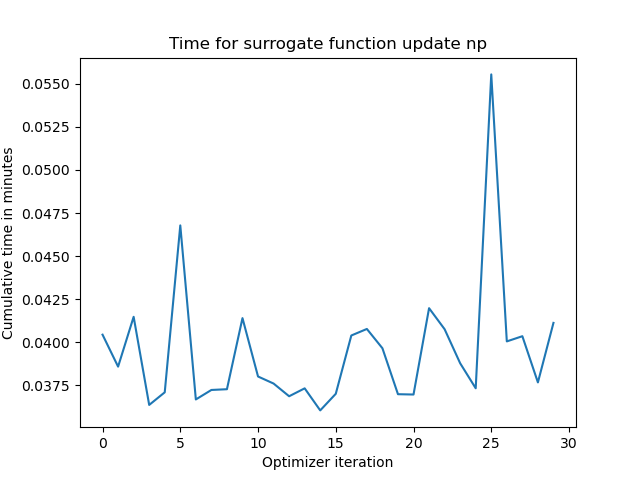 Time for surrogate function update np
Cumulative time in minutes
0.0550
0.0525
0.0500
0.0475
0.0450
0.0425
0.0400
0.0375
0 5 10 15 20 25 30
Optimizer iteration